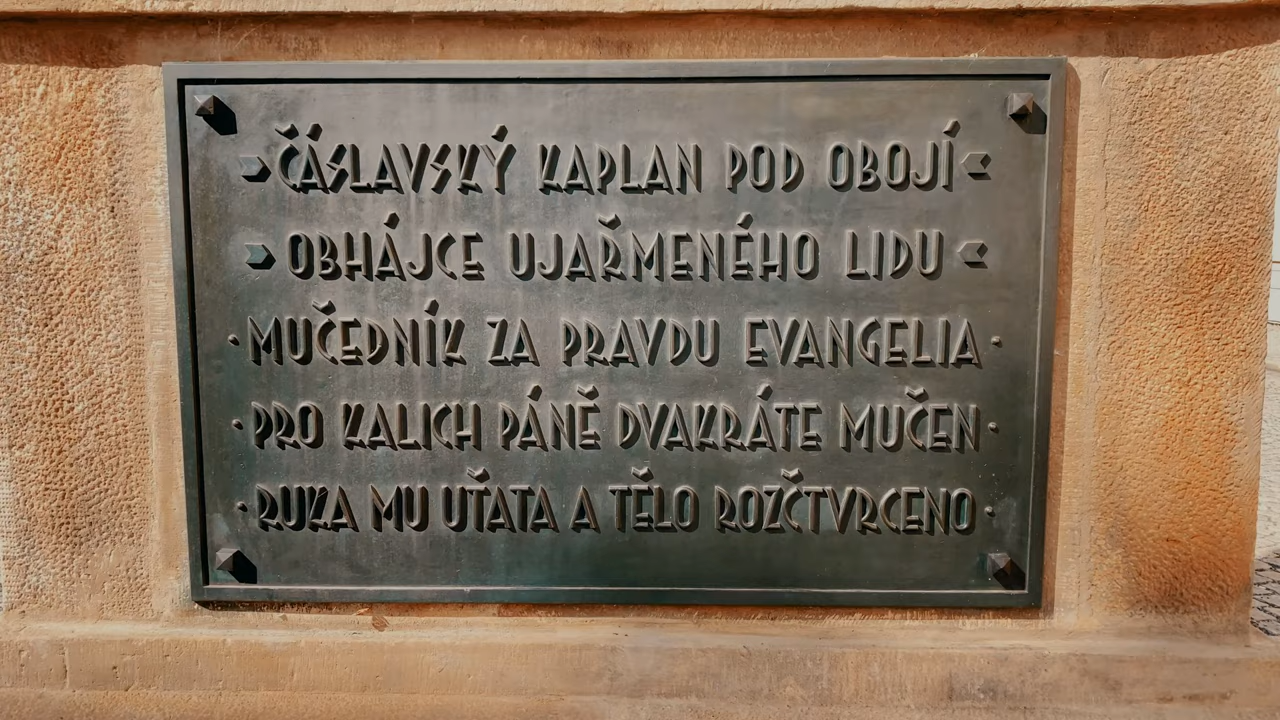 ČÁSLAVSKÝ KAPLAN POD OBOJÍ
OBHÁJCE UJAŘMENÉHO LIDU
· MUČEDNÍK ZA PRAVDU EVANGELIA ·
· PRO KALICH PÁNĚ DVAKRÁTE MUČEN ·
· RUKA MU UŤATA A TĚLO ROZČTVRCENO ·